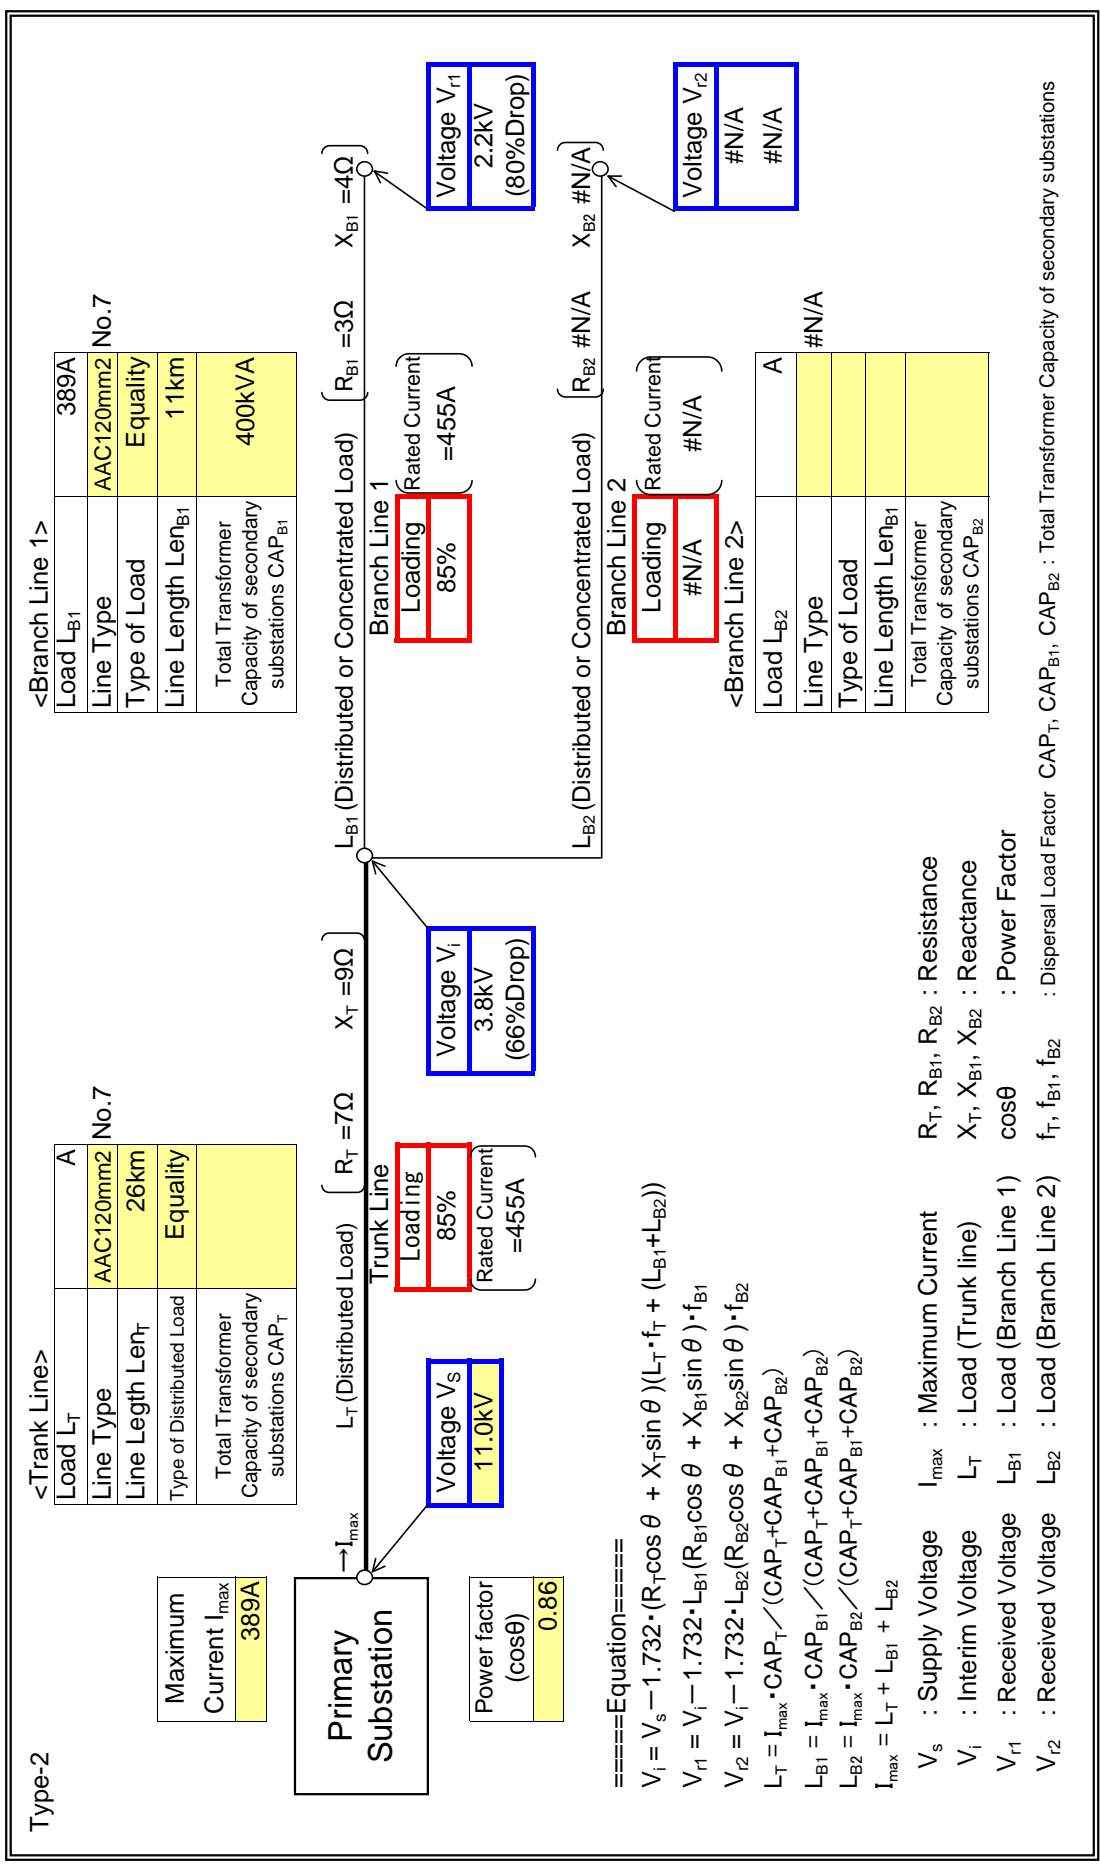 Type-2
Maximum
Current Imax
389A
<Trank Line>
Load LT A
Line Type AAC120mm2 No.7
Line Legth LenT 26km
Type of Distributed Load Equality
Total Transformer
Capacity of secondary
substations CAPT
<Branch Line 1>
Load LB1 389A
Line Type AAC120mm2 No.7
Type of Load Equality
Line Length LenB1 11km
Total Transformer
Capacity of secondary
substations CAPB1
400kVA
Primary
Substation
→Imax
LT (Distributed Load)
RT =7Ω XT =9Ω
LB1 (Distributed or Concentrated Load)
RB1 =3Ω XB1 =4Ω
Trunk Line
Loading
85%
Rated Current
=455A
Branch Line 1
Loading
85%
Rated Current
=455A
Voltage VS
11.0kV
Voltage Vi
3.8kV
(66%Drop)
Voltage Vr1
2.2kV
(80%Drop)
Power factor
(cosθ)
0.86
LB2 (Distributed or Concentrated Load)
RB2 #N/A XB2 #N/A
Branch Line 2
Loading
#N/A
Rated Current
#N/A
Voltage Vr2
#N/A
#N/A
<Branch Line 2>
Load LB2 A
Line Type #N/A
Type of Load
Line Length LenB1
Total Transformer
Capacity of secondary
substations CAPB2
=====Equation=====
Vi = Vs－1.732・(RTcosθ + XTsinθ)(LT・fT + (LB1+LB2))
Vr1 = Vi－1.732・LB1(RB1cosθ + XB1sinθ)・fB1
Vr2 = Vi－1.732・LB2(RB2cosθ + XB2sinθ)・fB2
LT = Imax・CAPT／(CAPT+CAPB1+CAPB2)
LB1 = Imax・CAPB1／(CAPT+CAPB1+CAPB2)
LB2 = Imax・CAPB2／(CAPT+CAPB1+CAPB2)
Imax = LT + LB1 + LB2
Vs : Supply Voltage Imax : Maximum Current RT, RB1, RB2 : Resistance
Vi : Interim Voltage LT : Load (Trunk line) XT, XB1, XB2 : Reactance
Vr1 : Received Voltage LB1 : Load (Branch Line 1) cosθ : Power Factor
Vr2 : Received Voltage LB2 : Load (Branch Line 2) fT, fB1, fB2 : Dispersal Load Factor CAPT, CAPB1, CAPB2 : Total Transformer Capacity of secondary substations